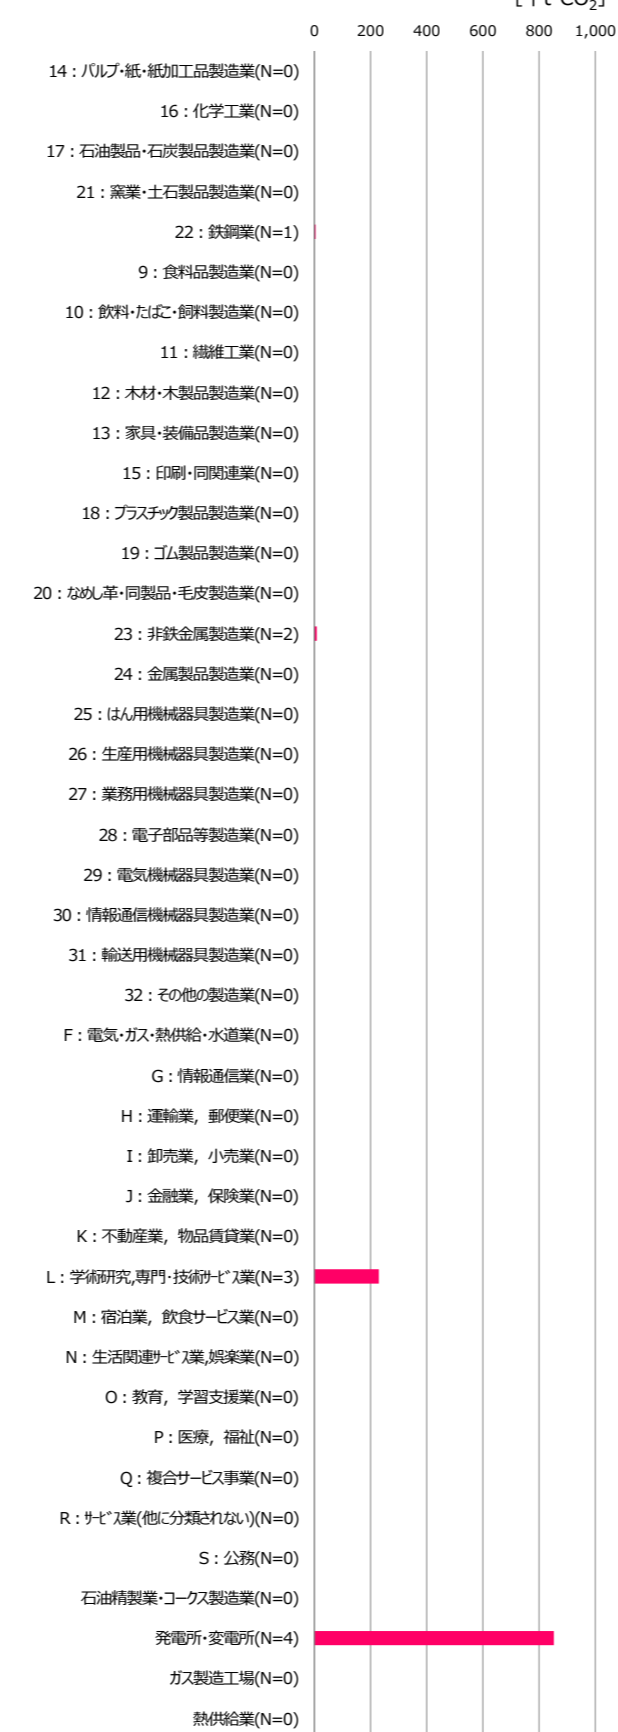 [千t-CO2]
0 200 400 600 800 1,000
14：パルプ・紙・紙加工品製造業(N=0)
16：化学工業(N=0)
17：石油製品・石炭製品製造業(N=0)
21：窯業・土石製品製造業(N=0)
22：鉄鋼業(N=1)
9：食料品製造業(N=0)
10：飲料・たばこ・飼料製造業(N=0)
11：繊維工業(N=0)
12：木材・木製品製造業(N=0)
13：家具・装備品製造業(N=0)
15：印刷・同関連業(N=0)
18：プラスチック製品製造業(N=0)
19：ゴム製品製造業(N=0)
20：なめし革・同製品・毛皮製造業(N=0)
23：非鉄金属製造業(N=2)
24：金属製品製造業(N=0)
25：はん用機械器具製造業(N=0)
26：生産用機械器具製造業(N=0)
27：業務用機械器具製造業(N=0)
28：電子部品等製造業(N=0)
29：電気機械器具製造業(N=0)
30：情報通信機械器具製造業(N=0)
31：輸送用機械器具製造業(N=0)
32：その他の製造業(N=0)
F：電気・ガス・熱供給・水道業(N=0)
G：情報通信業(N=0)
H：運輸業，郵便業(N=0)
I：卸売業，小売業(N=0)
J：金融業，保険業(N=0)
K：不動産業，物品賃貸業(N=0)
L：学術研究,専門・技術ｻｰﾋﾞｽ業(N=3)
M：宿泊業，飲食サービス業(N=0)
N：生活関連ｻｰﾋﾞｽ業,娯楽業(N=0)
O：教育，学習支援業(N=0)
P：医療，福祉(N=0)
Q：複合サービス事業(N=0)
R：ｻｰﾋﾞｽ業(他に分類されない)(N=0)
S：公務(N=0)
石油精製業・コークス製造業(N=0)
発電所・変電所(N=4)
ガス製造工場(N=0)
熱供給業(N=0)